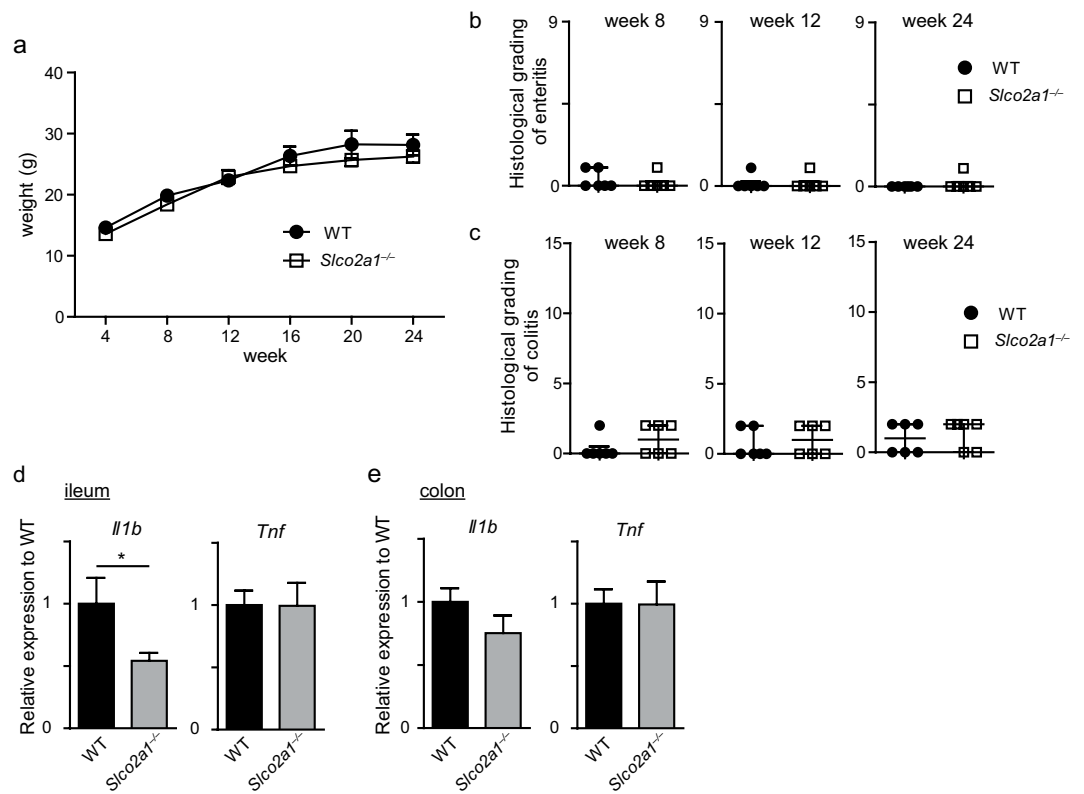 a
40
30
20
10
0
weight (g)
4 8 12 16 20 24
week
WT
Slco2a1–/–
b
Histological grading
of enteritis
week 8
9
0
week 12
9
0
week 24
9
0
WT
Slco2a1–/–
c
Histological grading
of colitis
week 8
15
10
5
0
week 12
15
10
5
0
week 24
15
10
5
0
WT
Slco2a1–/–
d
ileum
Relative expression to WT
Il1b
*
1
0
WT
Slco2a1–/–
Tnf
1
0
WT
Slco2a1–/–
e
colon
Relative expression to WT
Il1b
1
0
WT
Slco2a1–/–
Tnf
1
0
WT
Slco2a1–/–